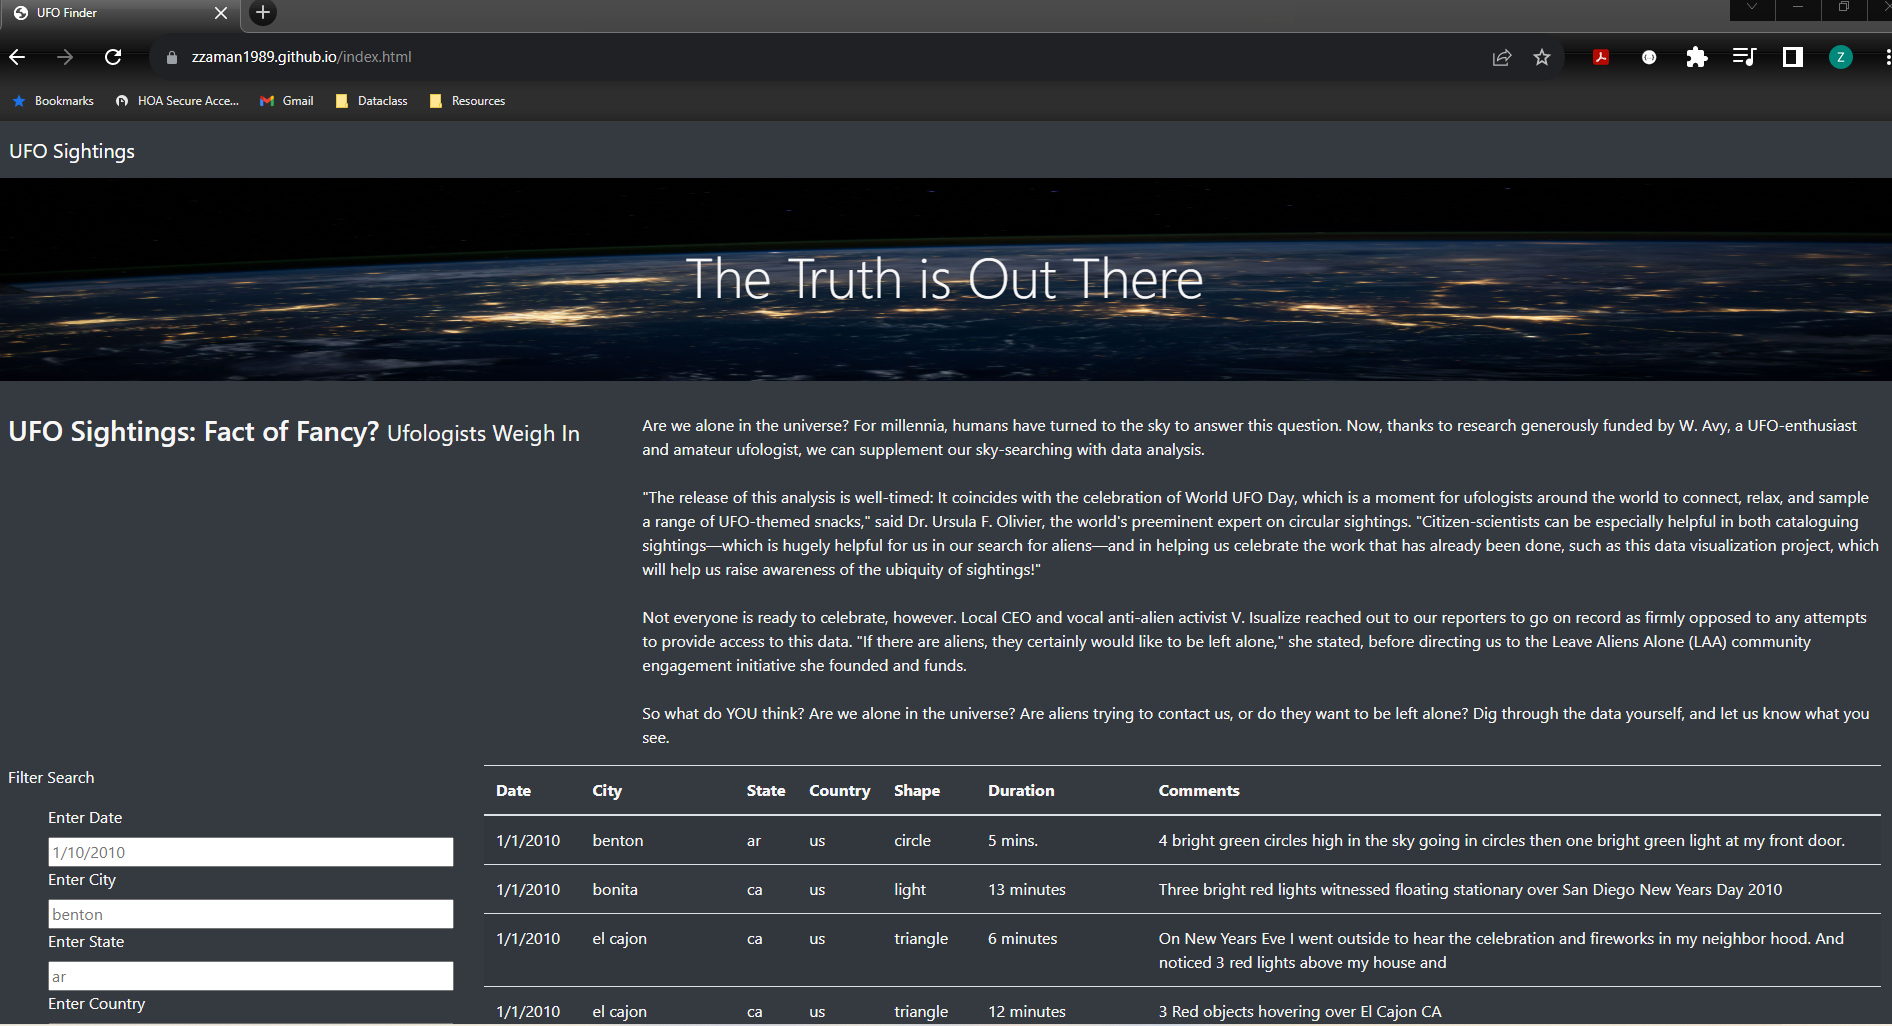 UFO Finder
zzaman1989.github.io/index.html
Z
Bookmarks HOA Secure Acce... Gmail Dataclass Resources
UFO Sightings
The Truth is Out There
UFO Sightings: Fact of Fancy? Ufologists Weigh In
Are we alone in the universe? For millennia, humans have turned to the sky to answer this question. Now, thanks to research generously funded by W. Avy, a UFO-enthusiast
and amateur ufologist, we can supplement our sky-searching with data analysis.
"The release of this analysis is well-timed: It coincides with the celebration of World UFO Day, which is a moment for ufologists around the world to connect, relax, and sample
a range of UFO-themed snacks," said Dr. Ursula F. Olivier, the world's preeminent expert on circular sightings. "Citizen-scientists can be especially helpful in both cataloguing
sightings—which is hugely helpful for us in our search for aliens—and in helping us celebrate the work that has already been done, such as this data visualization project, which
will help us raise awareness of the ubiquity of sightings!"
Not everyone is ready to celebrate, however. Local CEO and vocal anti-alien activist V. Isualize reached out to our reporters to go on record as firmly opposed to any attempts
to provide access to this data. "If there are aliens, they certainly would like to be left alone," she stated, before directing us to the Leave Aliens Alone (LAA) community
engagement initiative she founded and funds.
So what do YOU think? Are we alone in the universe? Are aliens trying to contact us, or do they want to be left alone? Dig through the data yourself, and let us know what you
see.
Filter Search
Enter Date
1/10/2010
Enter City
benton
Enter State
ar
Enter Country
Date City State Country Shape Duration Comments
1/1/2010 benton ar us circle 5 mins. 4 bright green circles high in the sky going in circles then one bright green light at my front door.
1/1/2010 bonita ca us light 13 minutes Three bright red lights witnessed floating stationary over San Diego New Years Day 2010
1/1/2010 el cajon ca us triangle 6 minutes On New Years Eve I went outside to hear the celebration and fireworks in my neighbor hood. And
noticed 3 red lights above my house and
1/1/2010 el cajon ca us triangle 12 minutes 3 Red objects hovering over El Cajon CA